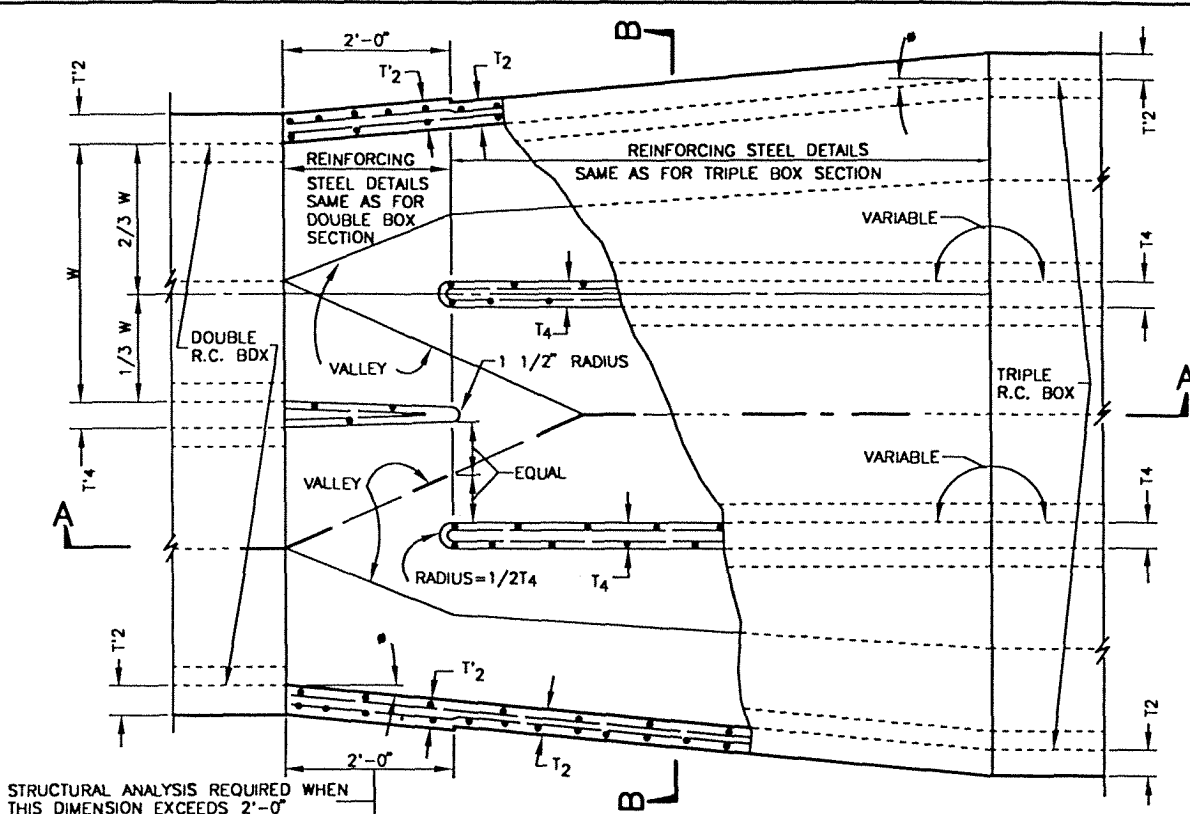 2'-0"
B
T'2
T2
ø
T'2
T'2
REINFORCING
STEEL DETAILS
SAME AS FOR
DOUBLE BOX
SECTION
REINFORCING STEEL DETAILS
SAME AS FOR TRIPLE BOX SECTION
2/3 W
W
VARIABLE
T4
T4
1/3 W
DOUBLE
R.C. BOX
VALLEY
1 1/2" RADIUS
TRIPLE
R.C. BOX
A
T'4
VALLEY
EQUAL
VARIABLE
T4
A
RADIUS=1/2T4
T4
T'2
ø
T'2
T2
T2
2'-0"
B
STRUCTURAL ANALYSIS REQUIRED WHEN
THIS DIMENSION EXCEEDS 2'-0"